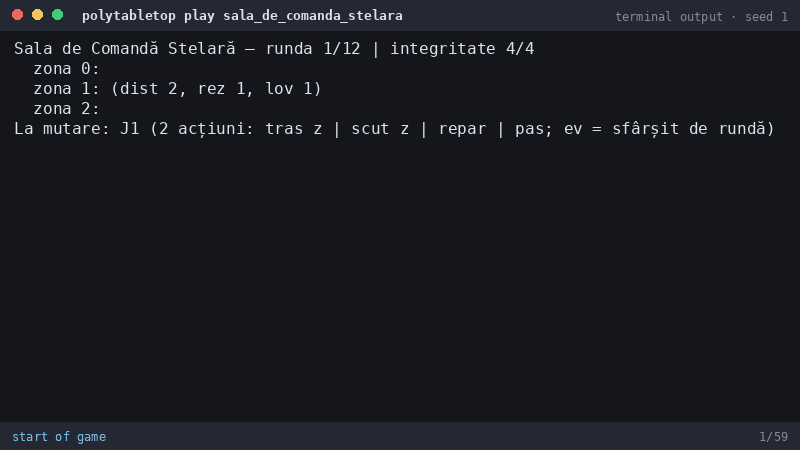 polytabletop play sala_de_comanda_stelara
terminal output · seed 1
Sala de Comandă Stelară — runda 1/12 | integritate 4/4
zona 0:
zona 1: (dist 2, rez 1, lov 1)
zona 2:
La mutare: J1 (2 acțiuni: tras z | scut z | repar | pas; ev = sfârșit de rundă)
start of game
1/59